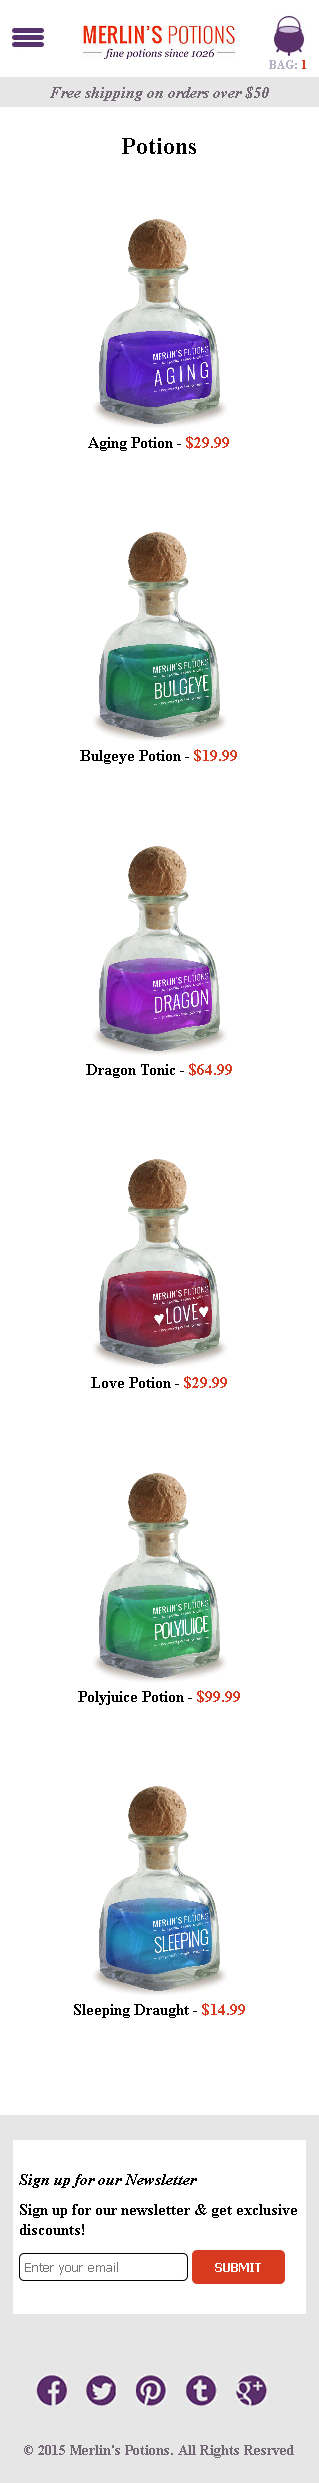 MERLIN'S POTIONS
fine potions since 1026
BAG: 1
Free shipping on orders over $50
Potions
MERLIN'S POTIONS
AGING
Aging Potion - $29.99
MERLIN'S POTIONS
BULGEYE
Bulgeye Potion - $19.99
MERLIN'S POTIONS
DRAGON
Dragon Tonic - $64.99
MERLIN'S POTIONS
♥LOVE♥
Love Potion - $29.99
MERLIN'S POTIONS
POLYJUICE
Polyjuice Potion - $99.99
MERLIN'S POTIONS
SLEEPING
Sleeping Draught - $14.99
Sign up for our Newsletter
Sign up for our newsletter & get exclusive
discounts!
Enter your email SUBMIT
© 2015 Merlin's Potions. All Rights Resrved